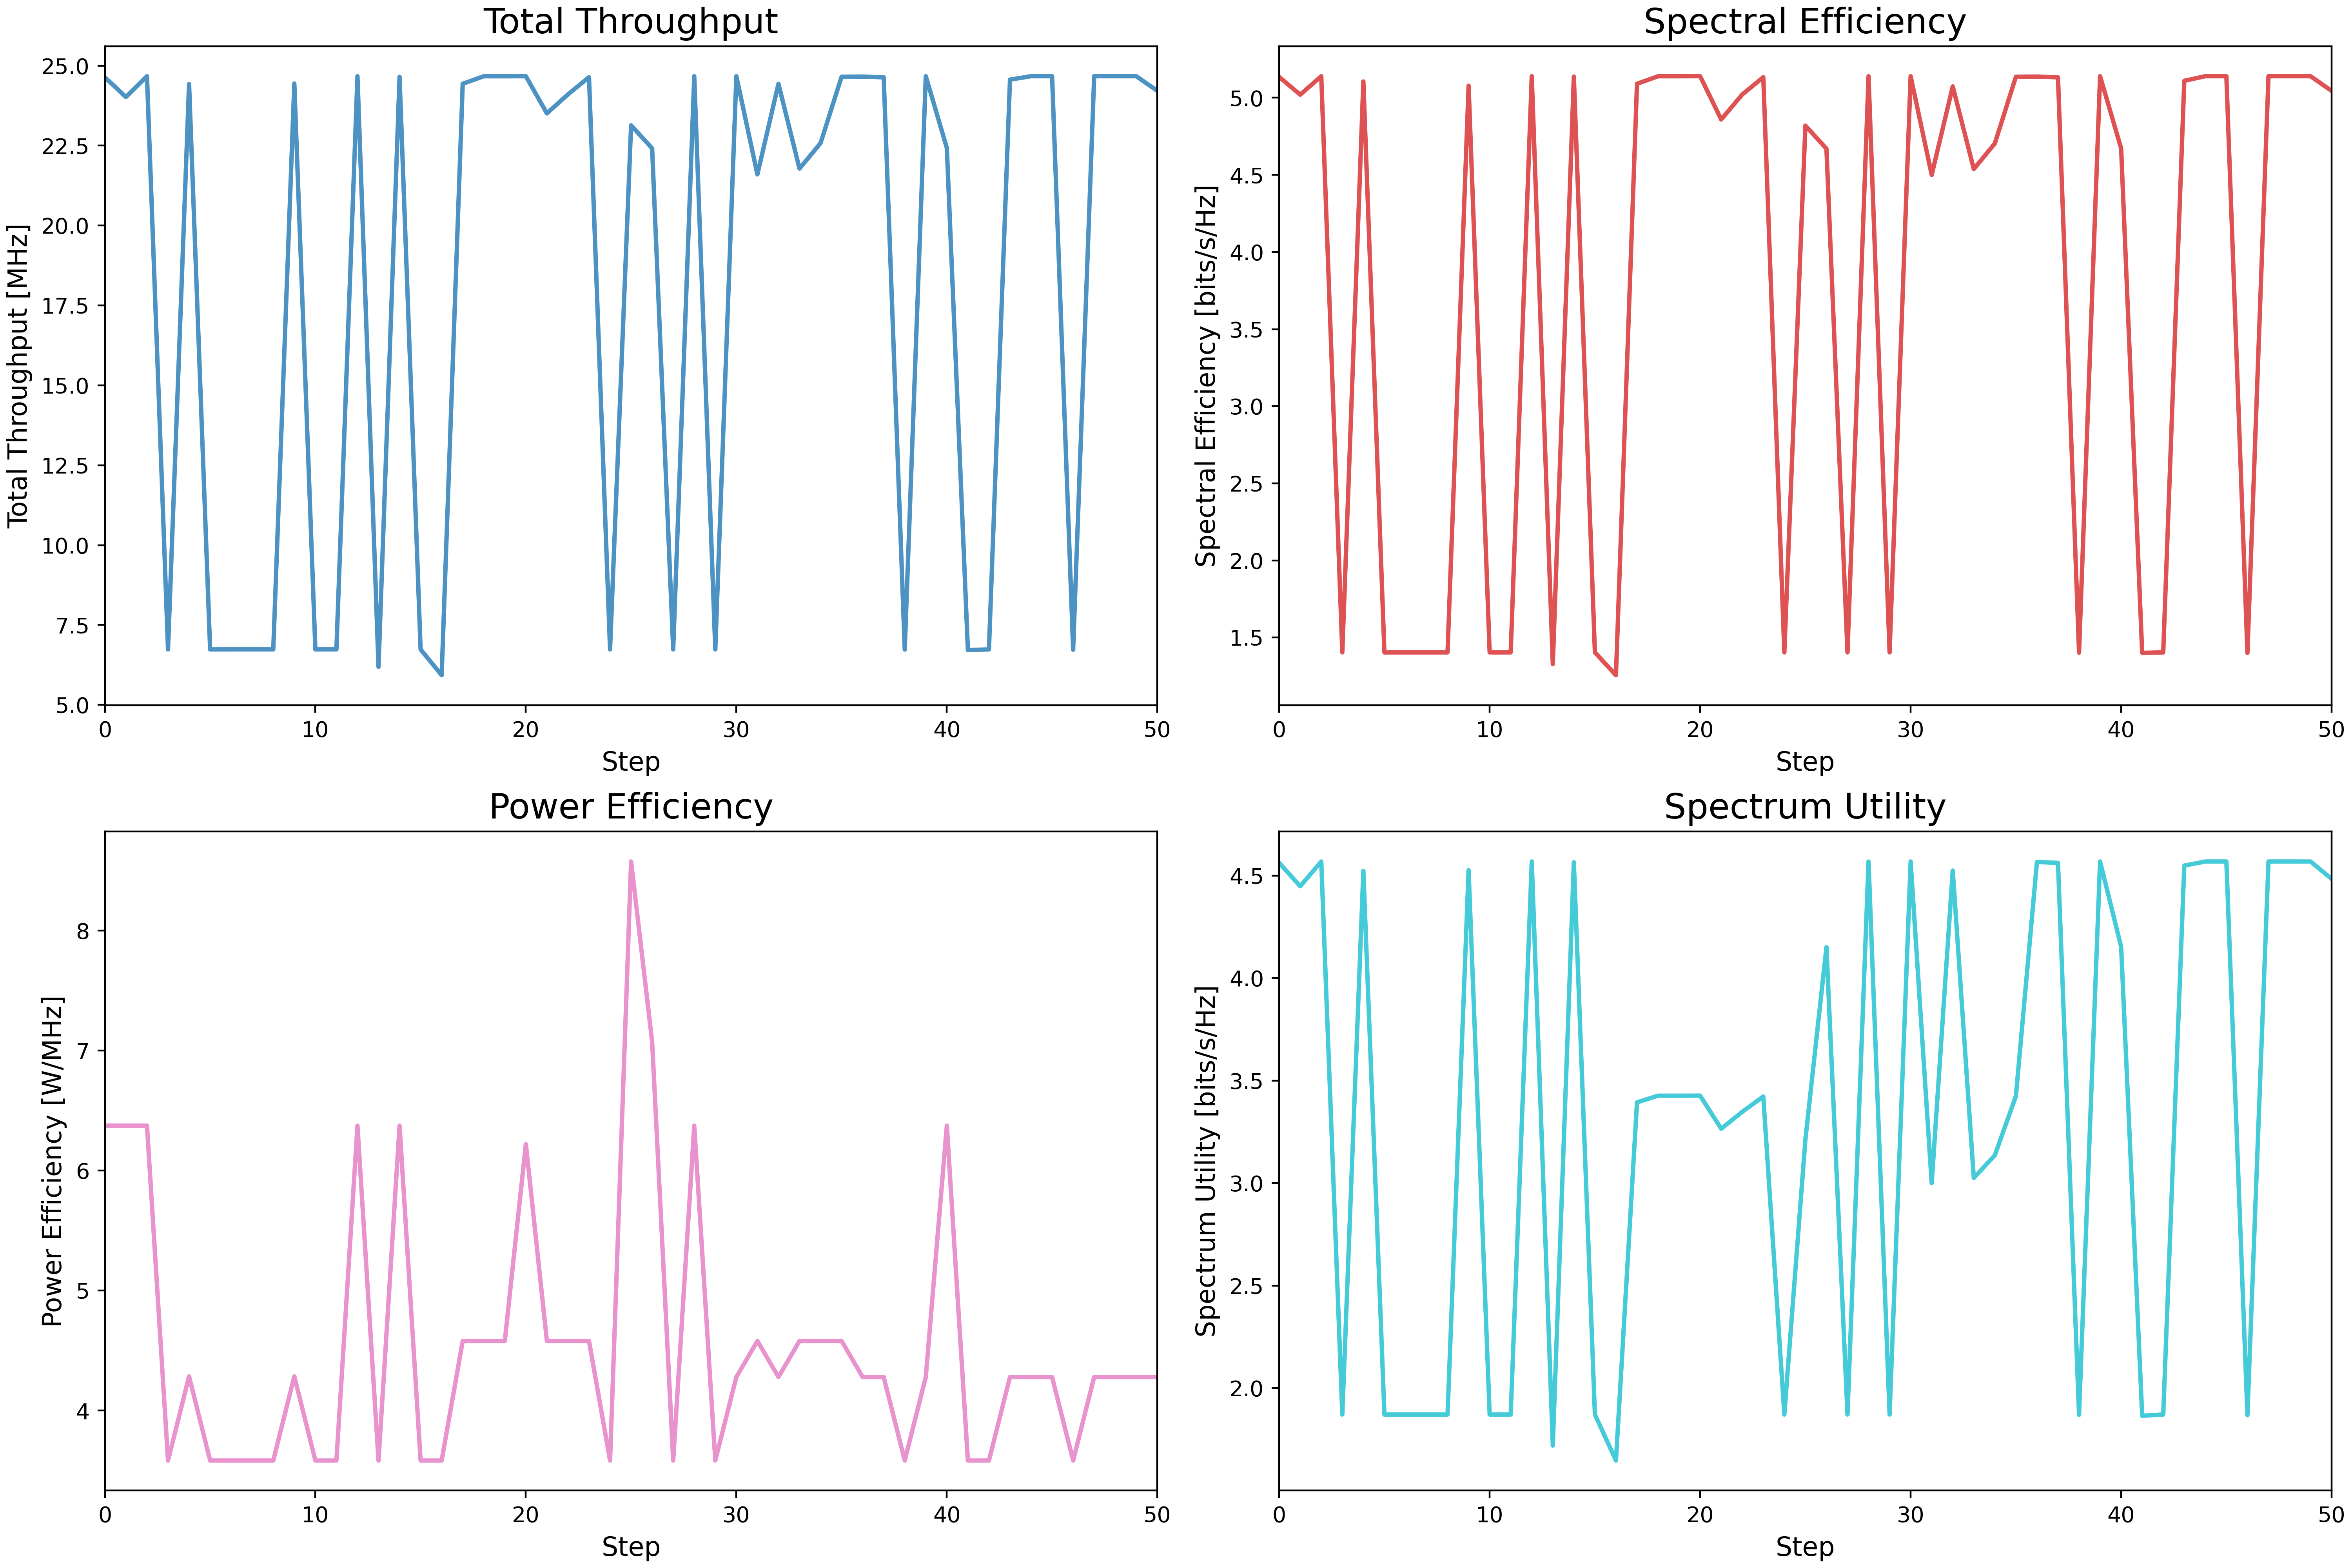 Total Throughput
Total Throughput [MHz]
25.0
22.5
20.0
17.5
15.0
12.5
10.0
7.5
5.0
0 10 20 30 40 50
Step
Spectral Efficiency
Spectral Efficiency [bits/s/Hz]
5.0
4.5
4.0
3.5
3.0
2.5
2.0
1.5
0 10 20 30 40 50
Step
Power Efficiency
Power Efficiency [W/MHz]
8
7
6
5
4
0 10 20 30 40 50
Step
Spectrum Utility
Spectrum Utility [bits/s/Hz]
4.5
4.0
3.5
3.0
2.5
2.0
0 10 20 30 40 50
Step